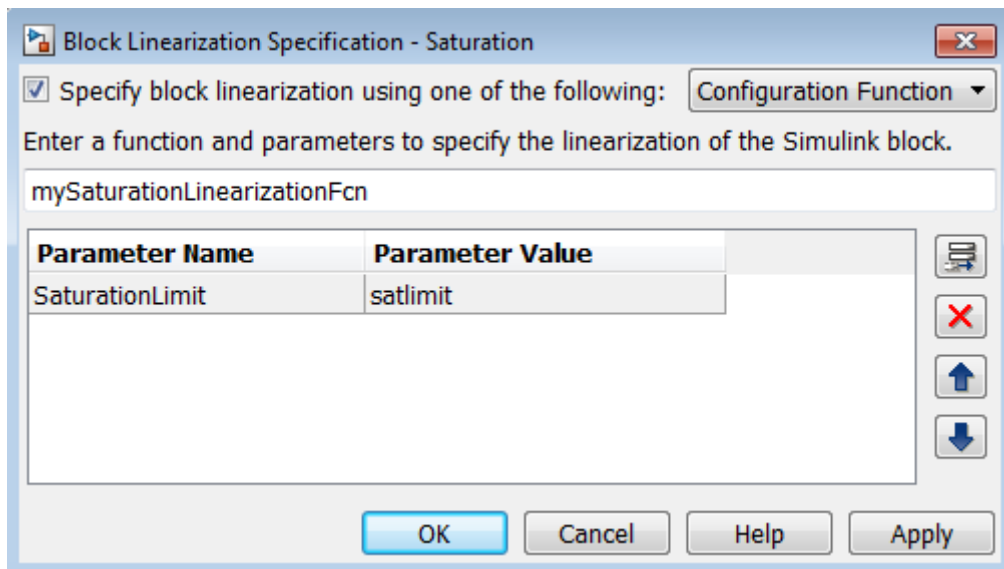 Block Linearization Specification - Saturation
Specify block linearization using one of the following: Configuration Function
Enter a function and parameters to specify the linearization of the Simulink block.
mySaturationLinearizationFcn
Parameter Name Parameter Value
SaturationLimit satlimit
OK Cancel Help Apply